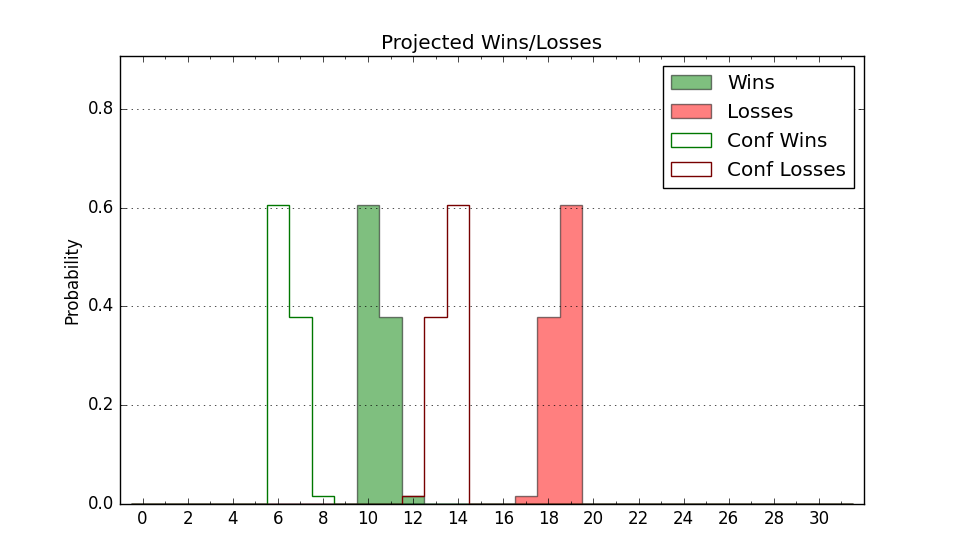 Projected Wins/Losses
Wins
Losses
Conf Wins
Conf Losses
Probability
0.8
0.6
0.4
0.2
0.0
0 2 4 6 8 10 12 14 16 18 20 22 24 26 28 30